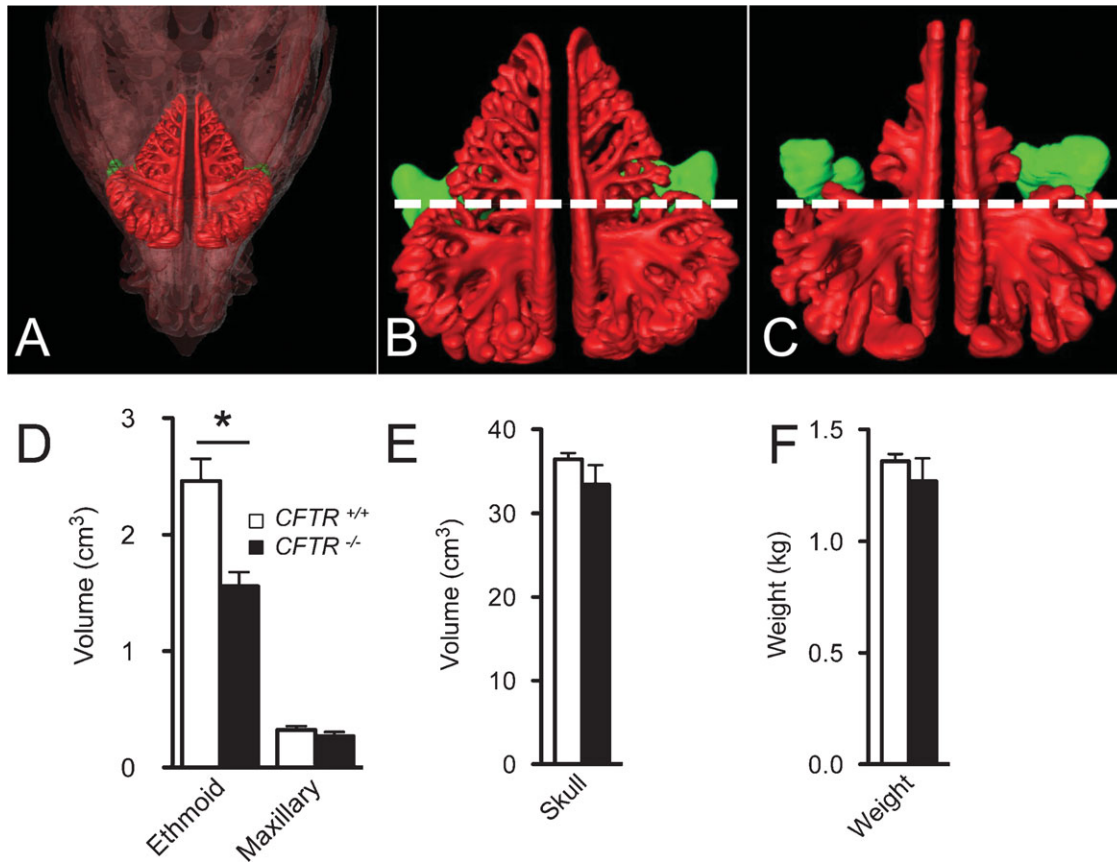 A
B
C
D
Volume (cm³)
3
2
1
0
*
CFTR +/+
CFTR -/-
Ethmoid
Maxillary
E
Volume (cm³)
40
30
20
10
0
Skull
F
Weight (kg)
1.5
1.0
0.5
0.0
Weight